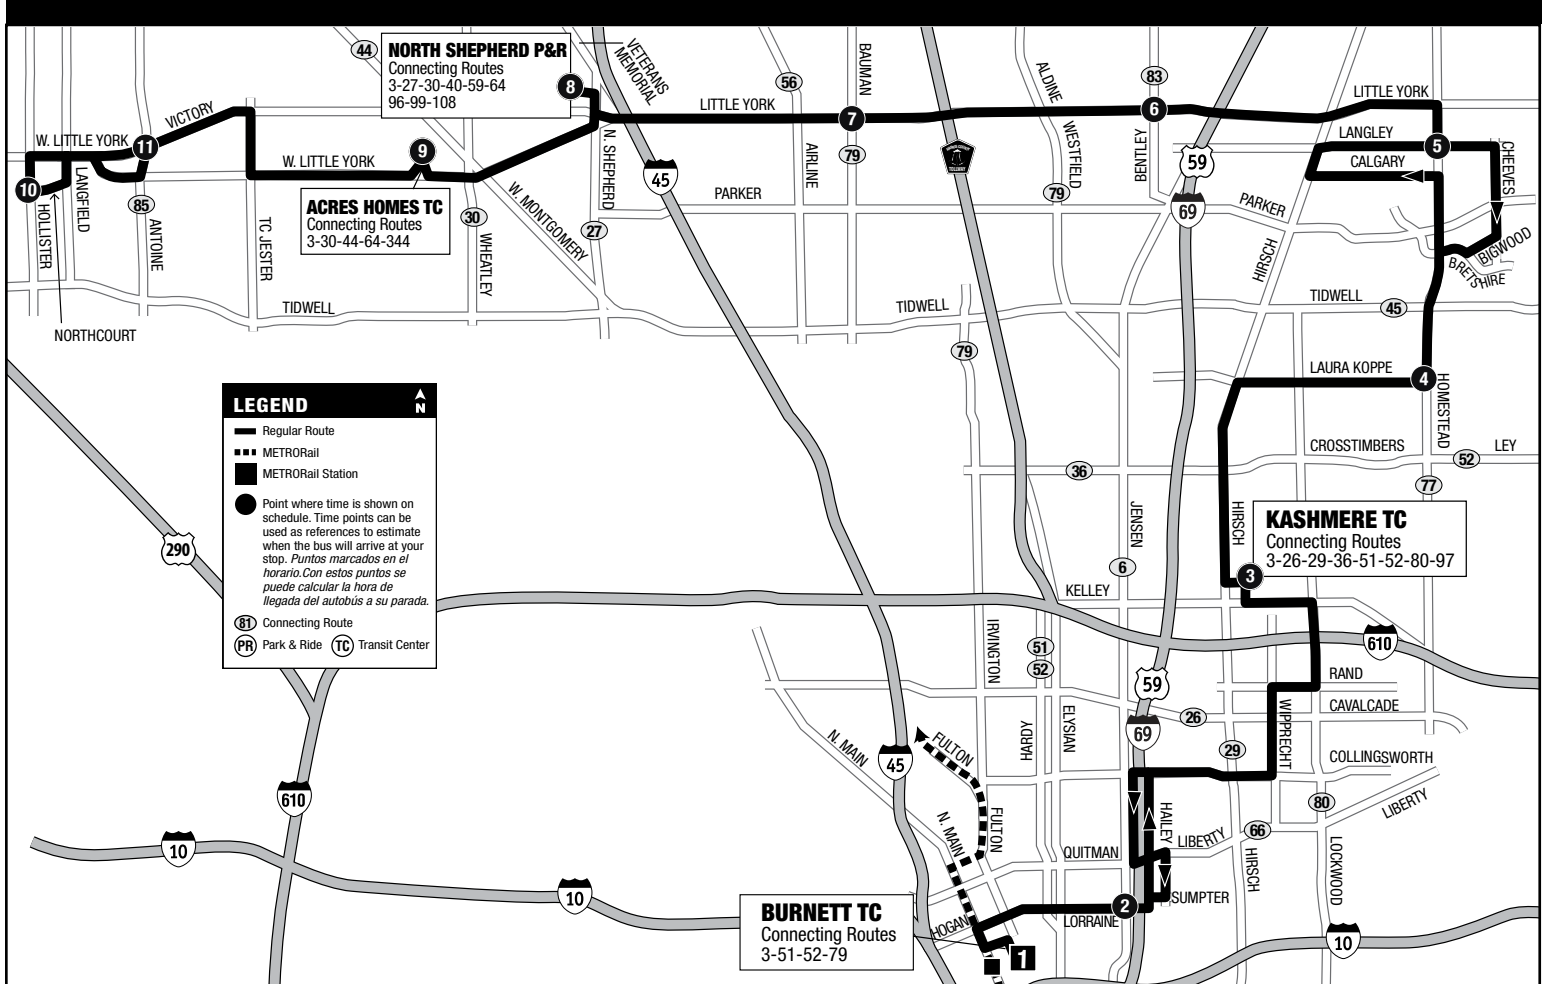 NORTH SHEPHERD P&R
Connecting Routes
3-27-30-40-59-64
96-99-108
44
VETERANS
MEMORIAL
56
BAUMAN
ALDINE
83
LITTLE YORK
LITTLE YORK
8
7
6
VICTORY
W. LITTLE YORK
11
W. LITTLE YORK
9
N. SHEPHERD
AIRLINE
79
WESTFIELD
BENTLEY
59
LANGLEY
5
CALGARY
CHEEVES
10
HOLLISTER
LANGFIELD
85
ANTOINE
TC JESTER
ACRES HOMES TC
Connecting Routes
3-30-44-64-344
30
WHEATLEY
W. MONTGOMERY
27
45
PARKER
79
69
PARKER
HIRSCH
BIGWOOD
BRETSHIRE
NORTHCOURT
TIDWELL
TIDWELL
TIDWELL
45
79
LAURA KOPPE
4
HOMESTEAD
LEGEND
N
Regular Route
METRORail
METRORail Station
Point where time is shown on
schedule. Time points can be
used as references to estimate
when the bus will arrive at your
stop. Puntos marcados en el
horario.Con estos puntos se
puede calcular la hora de
llegada del autobús a su parada.
81 Connecting Route
PR Park & Ride TC Transit Center
290
CROSSTIMBERS
52
LEY
36
77
JENSEN
HIRSCH
KASHMERE TC
Connecting Routes
3-26-29-36-51-52-80-97
3
6
KELLEY
IRVINGTON
51
52
610
59
RAND
26
WIPPRECHT
CAVALCADE
HARDY
ELYSIAN
69
29
COLLINGSWORTH
N. MAIN
45
FULTON
610
80
LIBERTY
10
N. MAIN
FULTON
HAILEY
LIBERTY
66
QUITMAN
HIRSCH
LOCKWOOD
10
SUMPTER
2
LORRAINE
BURNETT TC
Connecting Routes
3-51-52-79
HOGAN
1
10